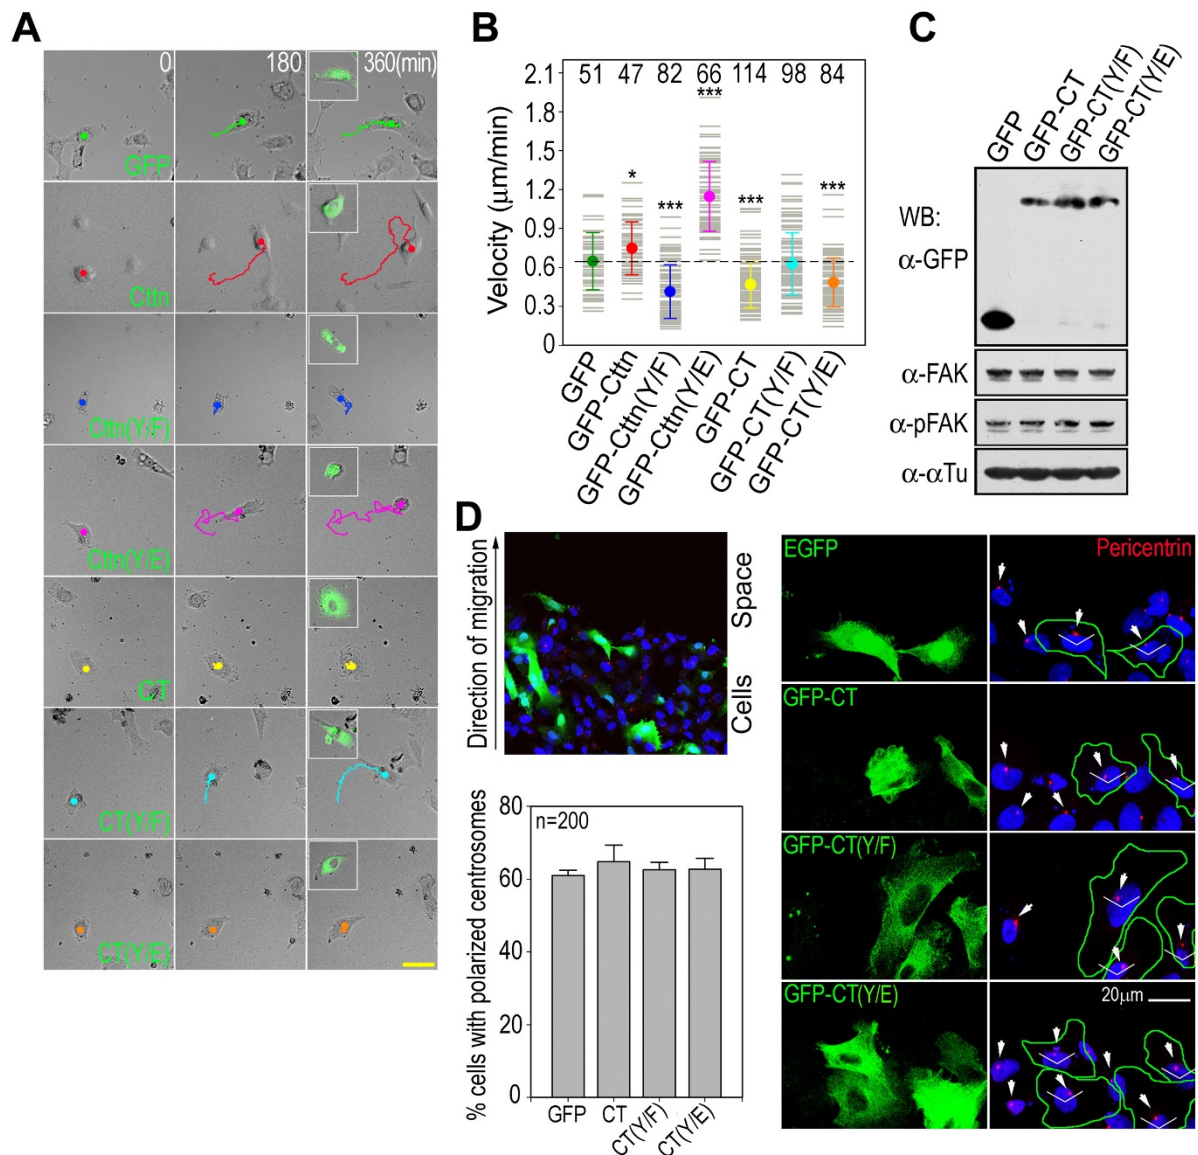 A
0
180
360(min)
GFP
Cttn
Cttn(Y/F)
Cttn(Y/E)
CT
CT(Y/F)
CT(Y/E)
B
Velocity (μm/min)
2.1
1.8
1.5
1.2
0.9
0.6
0.3
0
51 47 82 66 114 98 84
* *** *** *** ***
GFP
GFP-Cttn
GFP-Cttn(Y/F)
GFP-Cttn(Y/E)
GFP-CT
GFP-CT(Y/F)
GFP-CT(Y/E)
C
GFP
GFP-CT
GFP-CT(Y/F)
GFP-CT(Y/E)
WB:
α-GFP
α-FAK
α-pFAK
α-αTu
D
Direction of migration
Space
Cells
% cells with polarized centrosomes
80
60
40
20
0
n=200
GFP
CT
CT(Y/F)
CT(Y/E)
EGFP
Pericentrin
GFP-CT
GFP-CT(Y/F)
GFP-CT(Y/E)
20μm